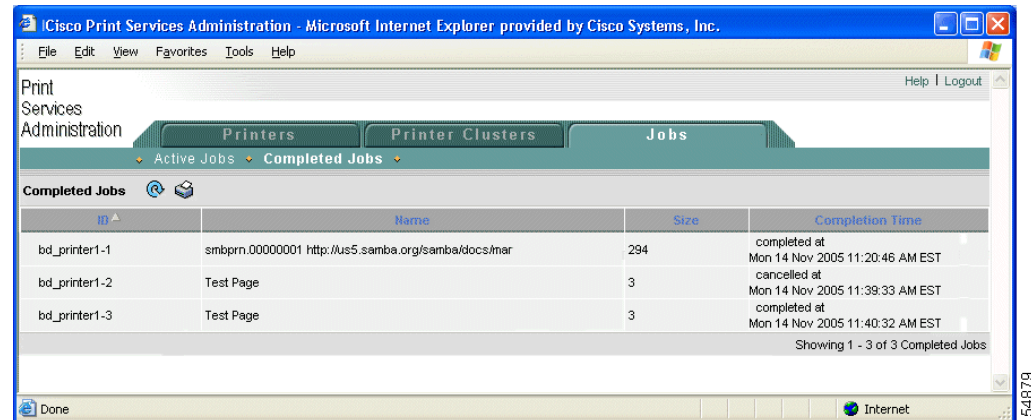 Cisco Print Services Administration - Microsoft Internet Explorer provided by Cisco Systems, Inc.
File Edit View Favorites Tools Help
Print Services Administration
Help | Logout
Printers Printer Clusters Jobs
Active Jobs Completed Jobs
Completed Jobs
ID Name Size Completion Time
bd_printer1-1 smbprn.00000001 http://us5.samba.org/samba/docs/mar 294 completed at
Mon 14 Nov 2005 11:20:46 AM EST
bd_printer1-2 Test Page 3 cancelled at
Mon 14 Nov 2005 11:39:33 AM EST
bd_printer1-3 Test Page 3 completed at
Mon 14 Nov 2005 11:40:32 AM EST
Showing 1 - 3 of 3 Completed Jobs
Done Internet
54879